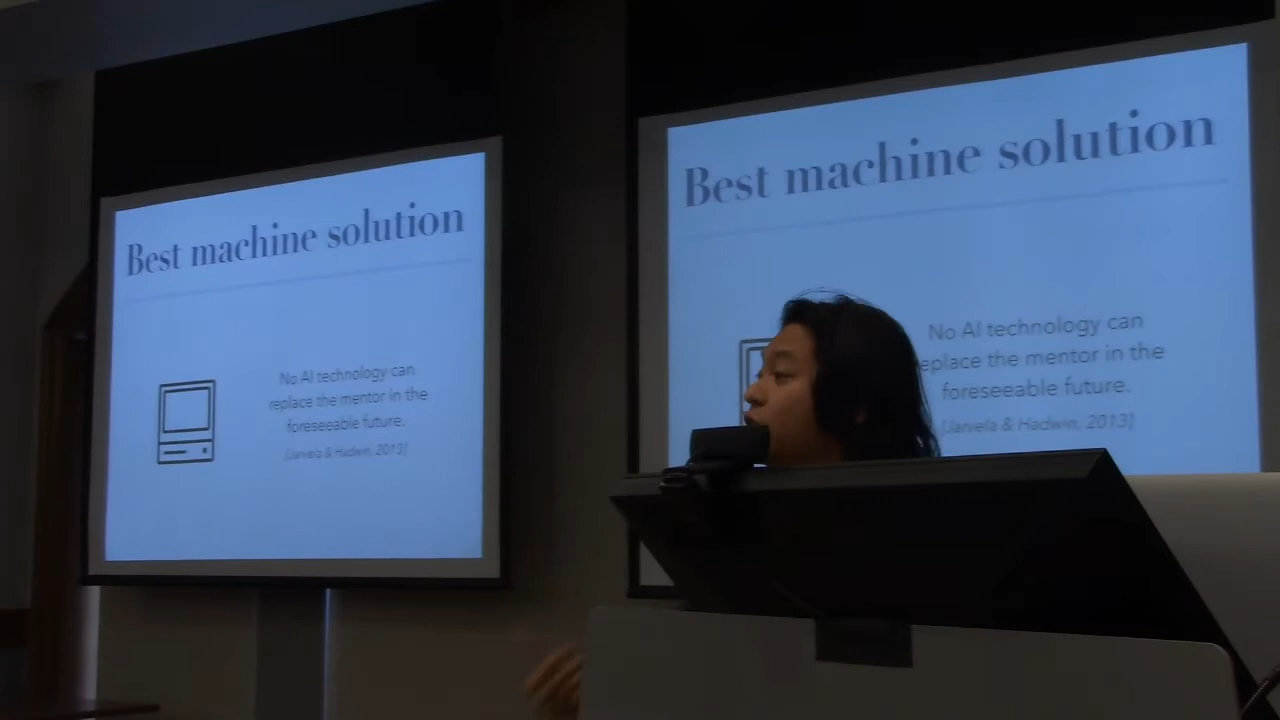 Best machine solution
No AI technology can
replace the mentor in the
foreseeable future.
[Jarvela & Hadwin, 2013]
Best machine solution
No AI technology can
eplace the mentor in the
foreseeable future.
[Jarvela & Hadwin, 2013]